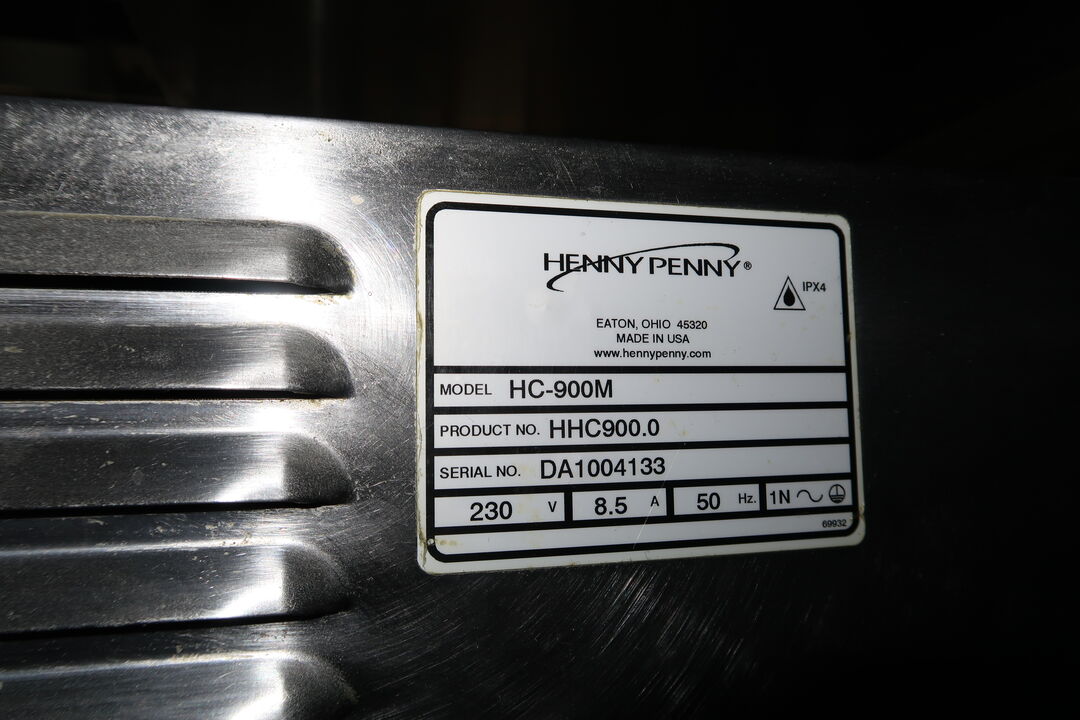 HENNY PENNY®
IPX4
EATON, OHIO 45320
MADE IN USA
www.hennypenny.com
MODEL HC-900M
PRODUCT NO. HHC900.0
SERIAL NO. DA1004133
230 V 8.5 A 50 Hz. 1N
69932